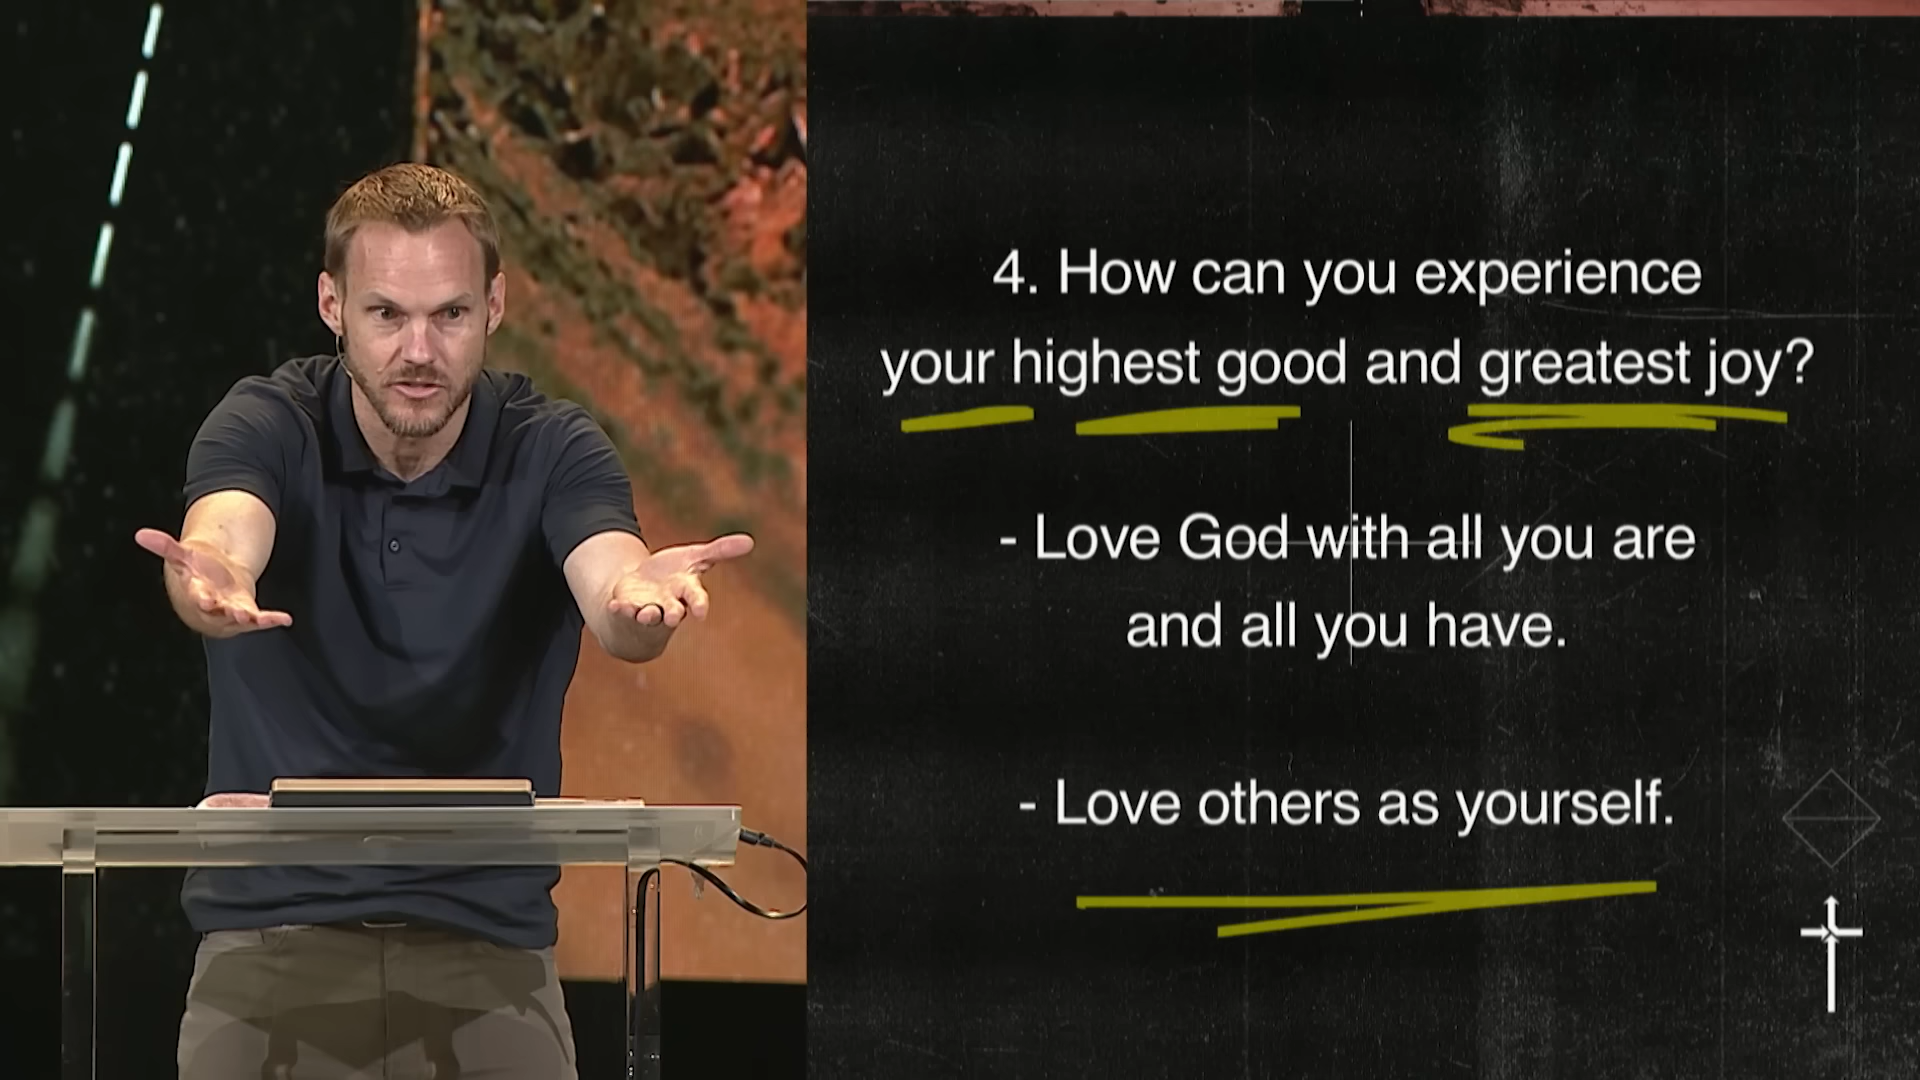 4. How can you experience
your highest good and greatest joy?
- Love God with all you are
and all you have.
- Love others as yourself.